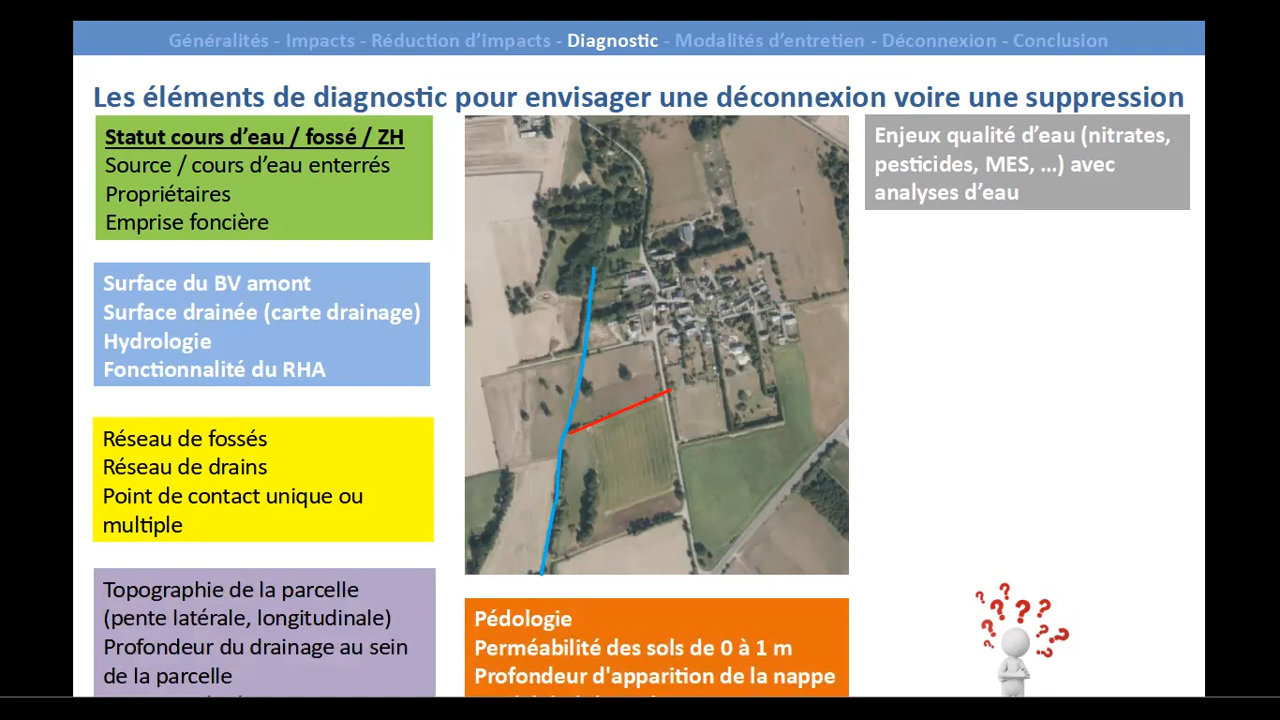 Généralités - Impacts - Réduction d'impacts - Diagnostic - Modalités d'entretien - Déconnexion - Conclusion
Les éléments de diagnostic pour envisager une déconnexion voire une suppression
Statut cours d'eau / fossé / ZH
Source / cours d'eau enterrés
Propriétaires
Emprise foncière
Surface du BV amont
Surface drainée (carte drainage)
Hydrologie
Fonctionnalité du RHA
Réseau de fossés
Réseau de drains
Point de contact unique ou
multiple
Topographie de la parcelle
(pente latérale, longitudinale)
Profondeur du drainage au sein
de la parcelle
Pédologie
Perméabilité des sols de 0 à 1 m
Profondeur d'apparition de la nappe
Enjeux qualité d'eau (nitrates,
pesticides, MES, ...) avec
analyses d'eau